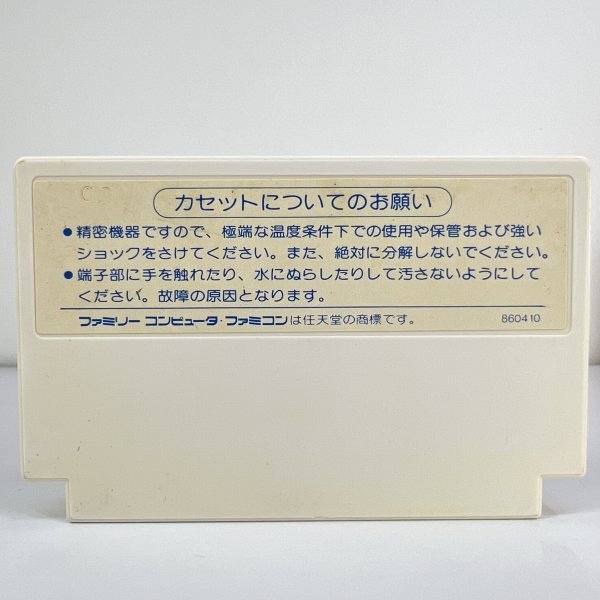 カセットについてのお願い
●精密機器ですので、極端な温度条件下での使用や保管および強い
ショックをさけてください。また、絶対に分解しないでください。
●端子部に手を触れたり、水にぬらしたりして汚さないようにして
ください。故障の原因となります。
ファミリー コンピュータ・ファミコンは任天堂の商標です。 860410